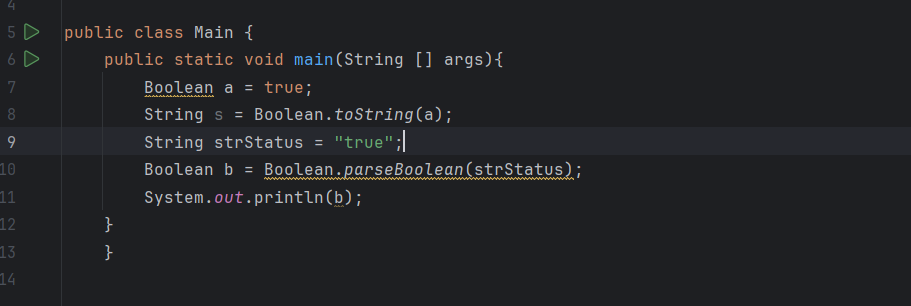 4
5 public class Main {
6 public static void main(String [] args){
7 Boolean a = true;
8 String s = Boolean.toString(a);
9 String strStatus = "true";
10 Boolean b = Boolean.parseBoolean(strStatus);
11 System.out.println(b);
12 }
13 }
14